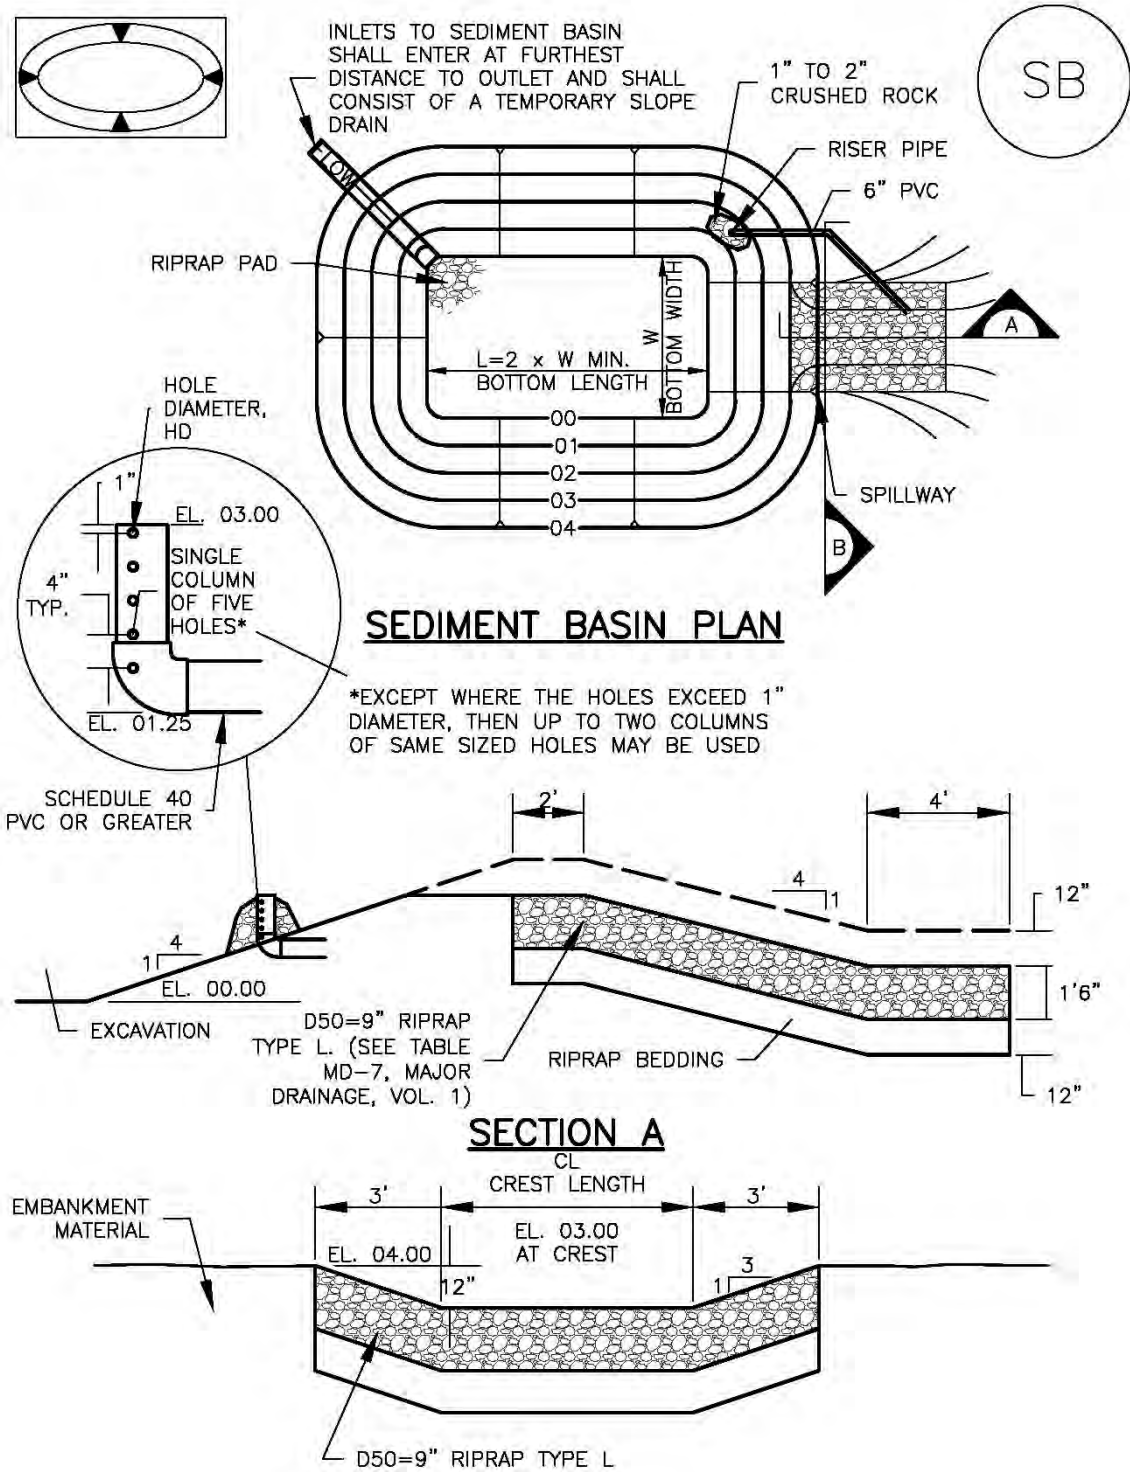 INLETS TO SEDIMENT BASIN
SHALL ENTER AT FURTHEST
DISTANCE TO OUTLET AND SHALL
CONSIST OF A TEMPORARY SLOPE
DRAIN
1" TO 2"
CRUSHED ROCK
SB
RISER PIPE
6" PVC
FLOW
RIPRAP PAD
W
BOTTOM WIDTH
L=2 x W MIN.
BOTTOM LENGTH
A
00
01
02
03
04
SPILLWAY
B
HOLE
DIAMETER,
HD
1"
EL. 03.00
4"
TYP.
SINGLE
COLUMN
OF FIVE
HOLES*
EL. 01.25
SEDIMENT BASIN PLAN
*EXCEPT WHERE THE HOLES EXCEED 1"
DIAMETER, THEN UP TO TWO COLUMNS
OF SAME SIZED HOLES MAY BE USED
SCHEDULE 40
PVC OR GREATER
2'
4'
4
1
12"
4
1
EL. 00.00
1'6"
EXCAVATION
D50=9" RIPRAP
TYPE L. (SEE TABLE
MD-7, MAJOR
DRAINAGE, VOL. 1)
RIPRAP BEDDING
12"
SECTION A
CL
CREST LENGTH
3'
3'
EMBANKMENT
MATERIAL
EL. 04.00
EL. 03.00
AT CREST
12"
3
1
D50=9" RIPRAP TYPE L